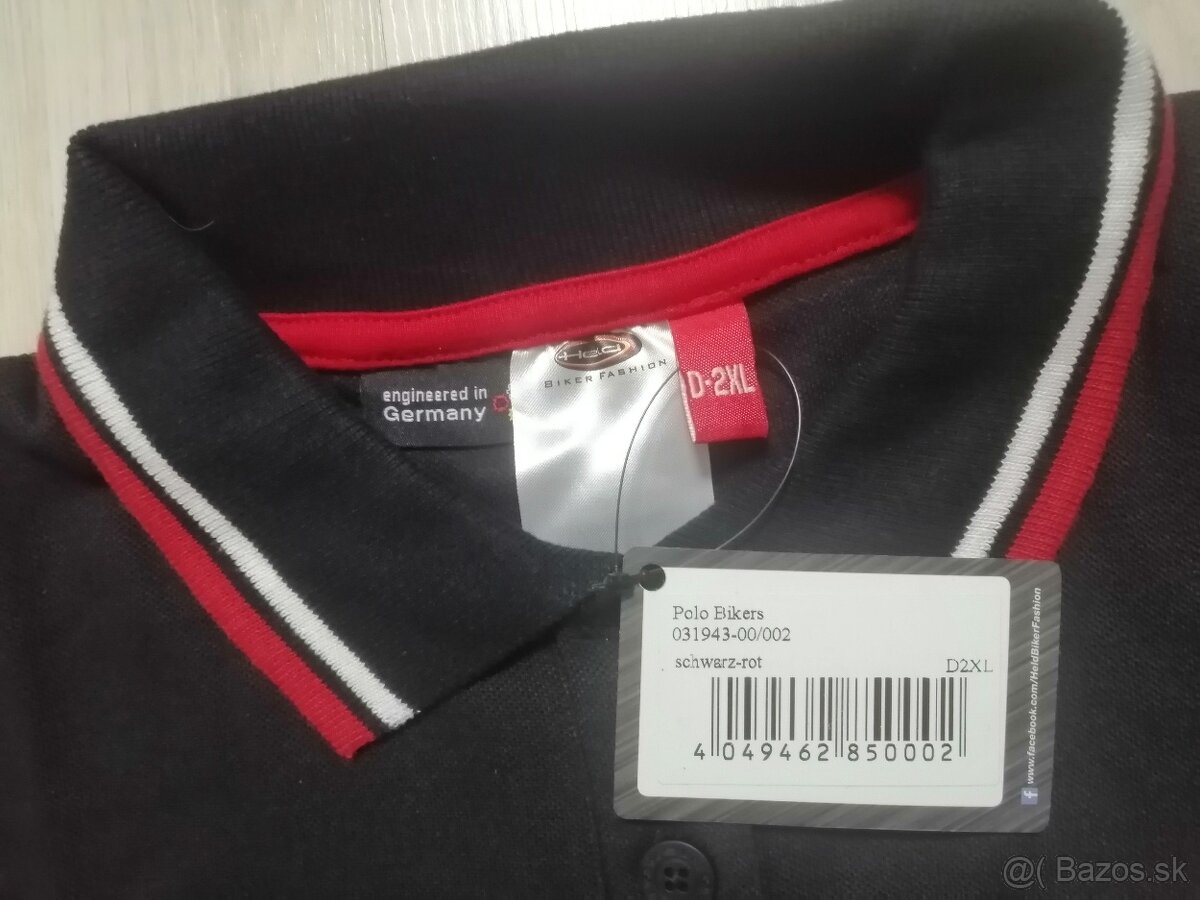 engineered in
Germany
Held
BIKER FASHION
D-2XL
Polo Bikers
031943-00/002
schwarz-rot
D2XL
4 049462 850002
www.facebook.com/HeldBikerFashion
@( Bazos.sk